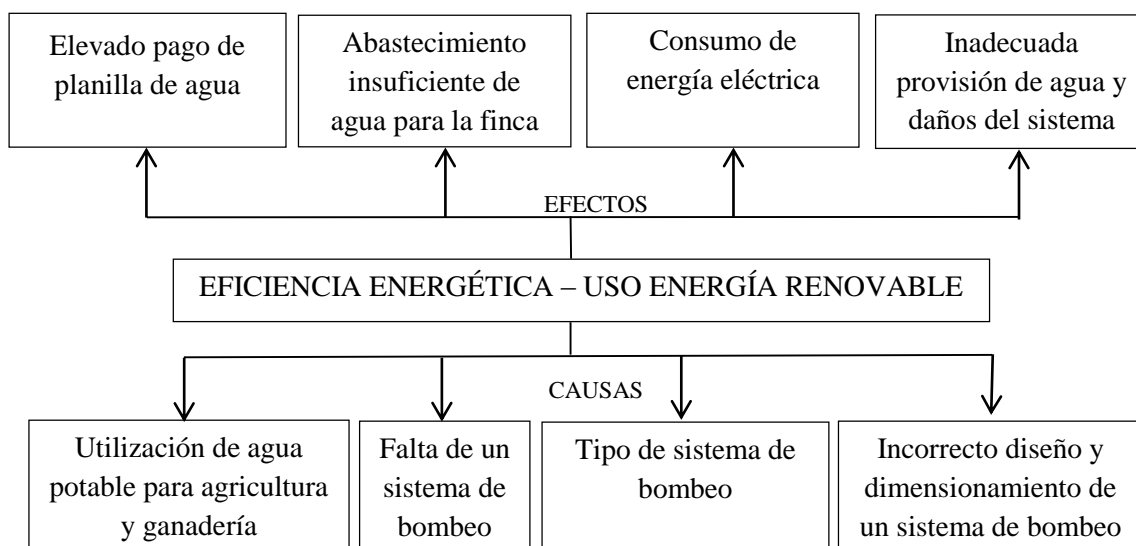 Elevado pago de
planilla de agua
Abastecimiento
insuficiente de
agua para la finca
Consumo de
energía eléctrica
Inadecuada
provisión de agua y
daños del sistema
EFECTOS
EFICIENCIA ENERGÉTICA – USO ENERGÍA RENOVABLE
CAUSAS
Utilización de agua
potable para agricultura
y ganadería
Falta de un
sistema de
bombeo
Tipo de sistema de
bombeo
Incorrecto diseño y
dimensionamiento de
un sistema de bombeo